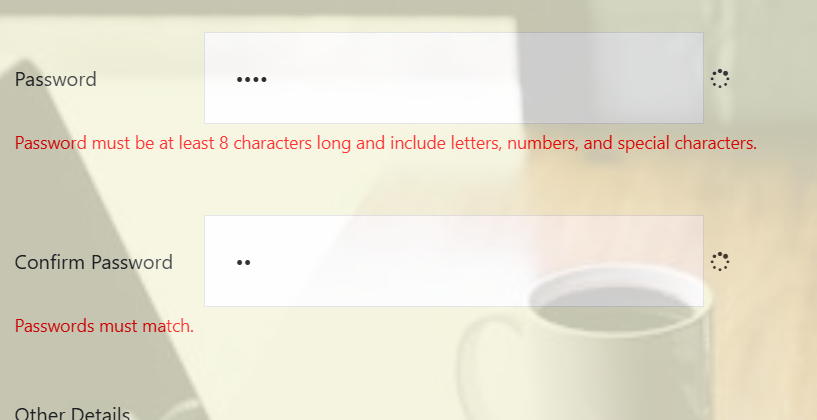 Password ••••
Password must be at least 8 characters long and include letters, numbers, and special characters.
Confirm Password ••
Passwords must match.
Other Details